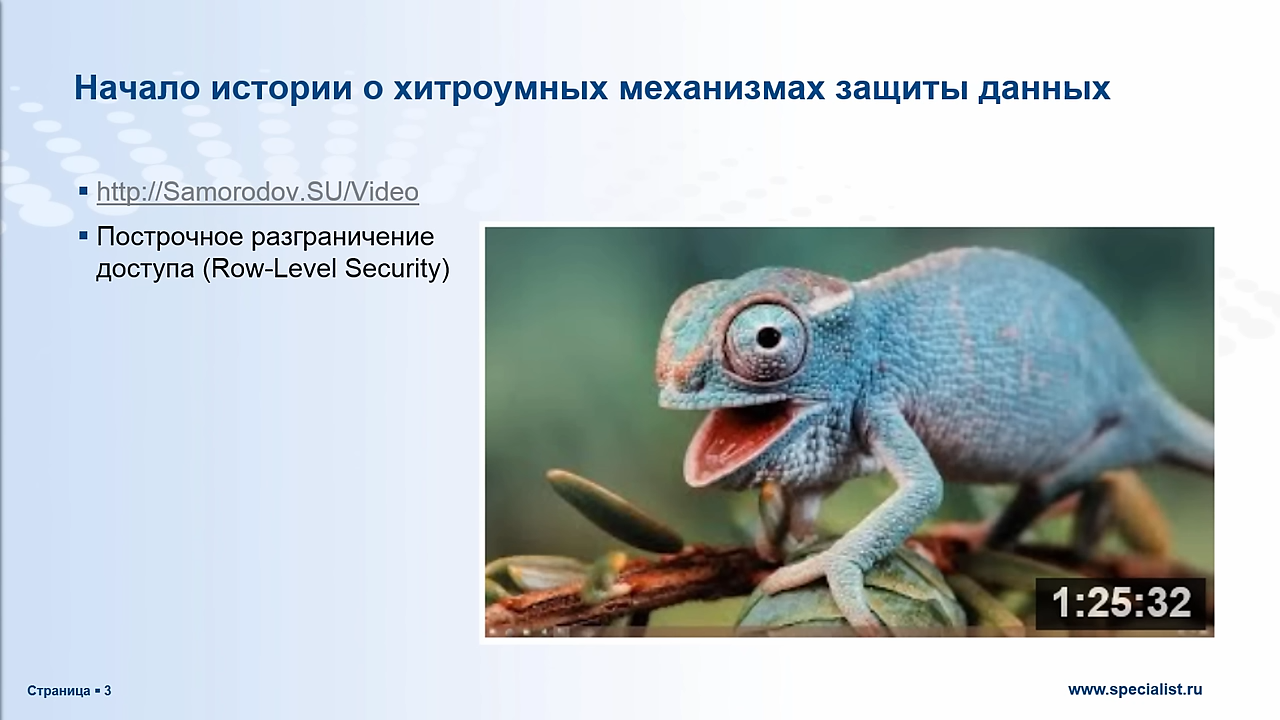 Начало истории о хитроумных механизмах защиты данных
http://Samorodov.SU/Video
Построчное разграничение
доступа (Row-Level Security)
1:25:32
Страница ▪ 3
www.specialist.ru